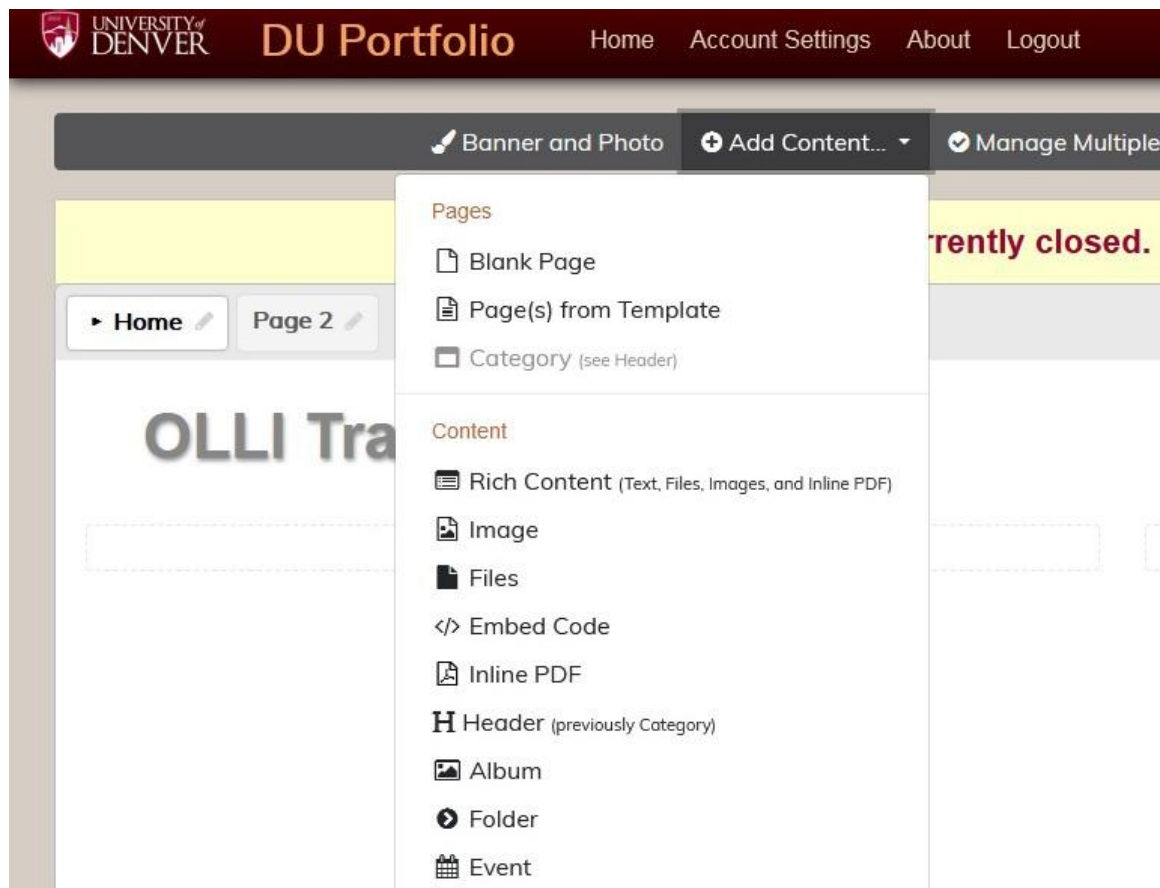 UNIVERSITY of
DENVER
DU Portfolio Home Account Settings About Logout
Banner and Photo Add Content... Manage Multiple
Pages
Blank Page
Page(s) from Template
Category (see Header)
rrently closed.
Home Page 2
OLLI Tra
Content
Rich Content (Text, Files, Images, and Inline PDF)
Image
Files
</> Embed Code
Inline PDF
H Header (previously Category)
Album
Folder
Event